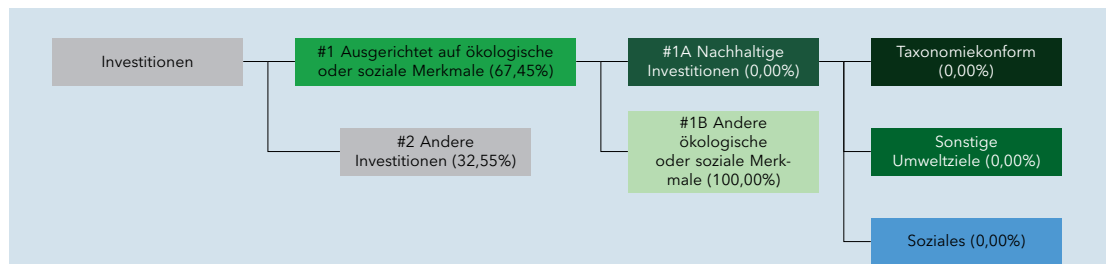 Investitionen
#1 Ausgerichtet auf ökologische
oder soziale Merkmale (67,45%)
#2 Andere
Investitionen (32,55%)
#1A Nachhaltige
Investitionen (0,00%)
#1B Andere
ökologische
oder soziale Merk-
male (100,00%)
Taxonomiekonform
(0,00%)
Sonstige
Umweltziele (0,00%)
Soziales (0,00%)